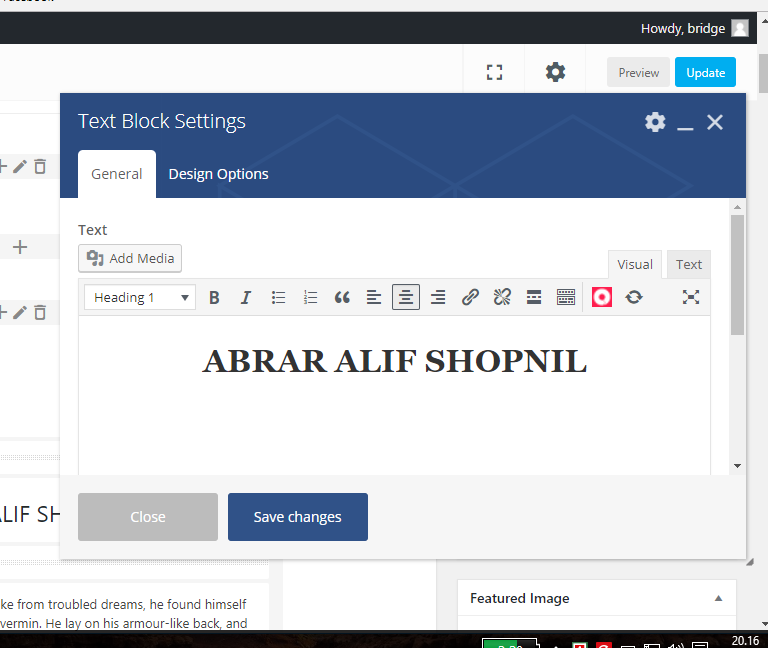 Howdy, bridge
Preview
Update
Text Block Settings
General
Design Options
Text
Add Media
Visual
Text
Heading 1
B
I
ABRAR ALIF SHOPNIL
Close
Save changes
ALIF SH
Featured Image
ke from troubled dreams, he found himself
vermin. He lay on his armour-like back, and
20.16